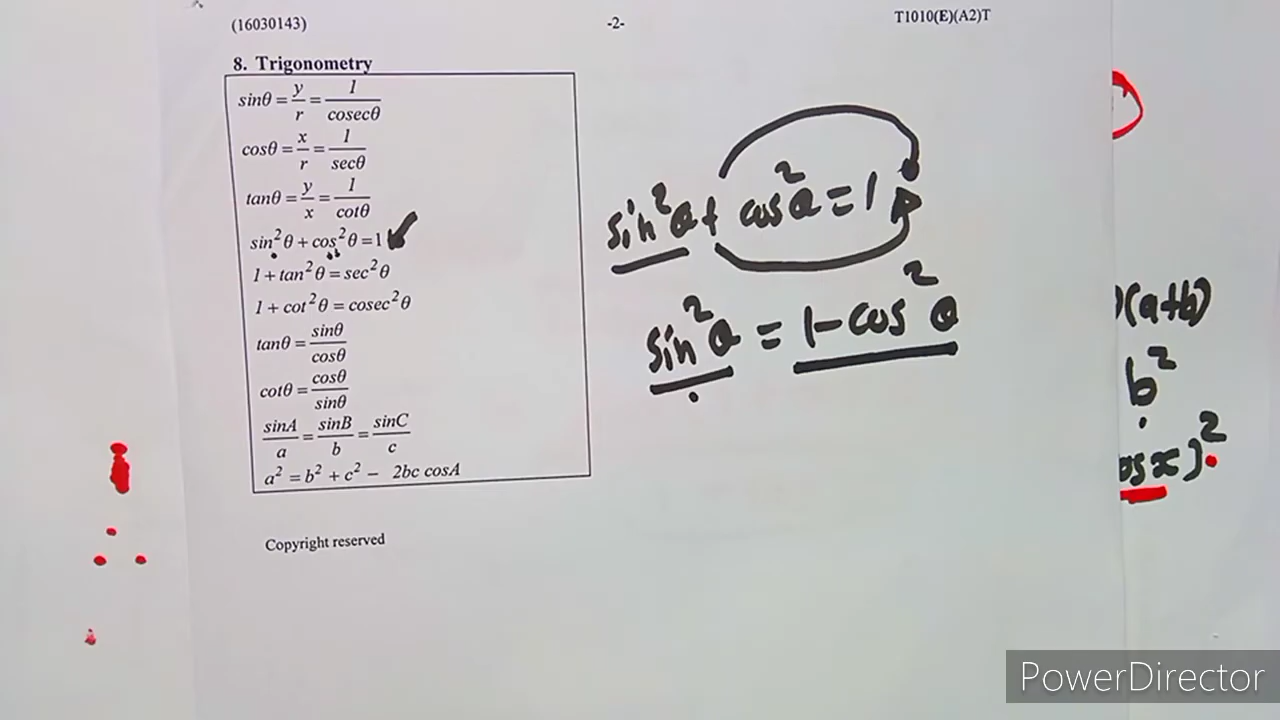 (16030143) -2- T1010(E)(A2)T
8. Trigonometry
sinθ = y/r = 1/cosecθ
cosθ = x/r = 1/secθ
tanθ = y/x = 1/cotθ
sin²θ + cos²θ = 1
1 + tan²θ = sec²θ
1 + cot²θ = cosec²θ
tanθ = sinθ/cosθ
cotθ = cosθ/sinθ
sinA/a = sinB/b = sinC/c
a² = b² + c² − 2bc cosA
Copyright reserved
sin²θ + cos²θ = 1
sin²θ = 1 − cos²θ
)(a+b)
b²
os x)²
PowerDirector